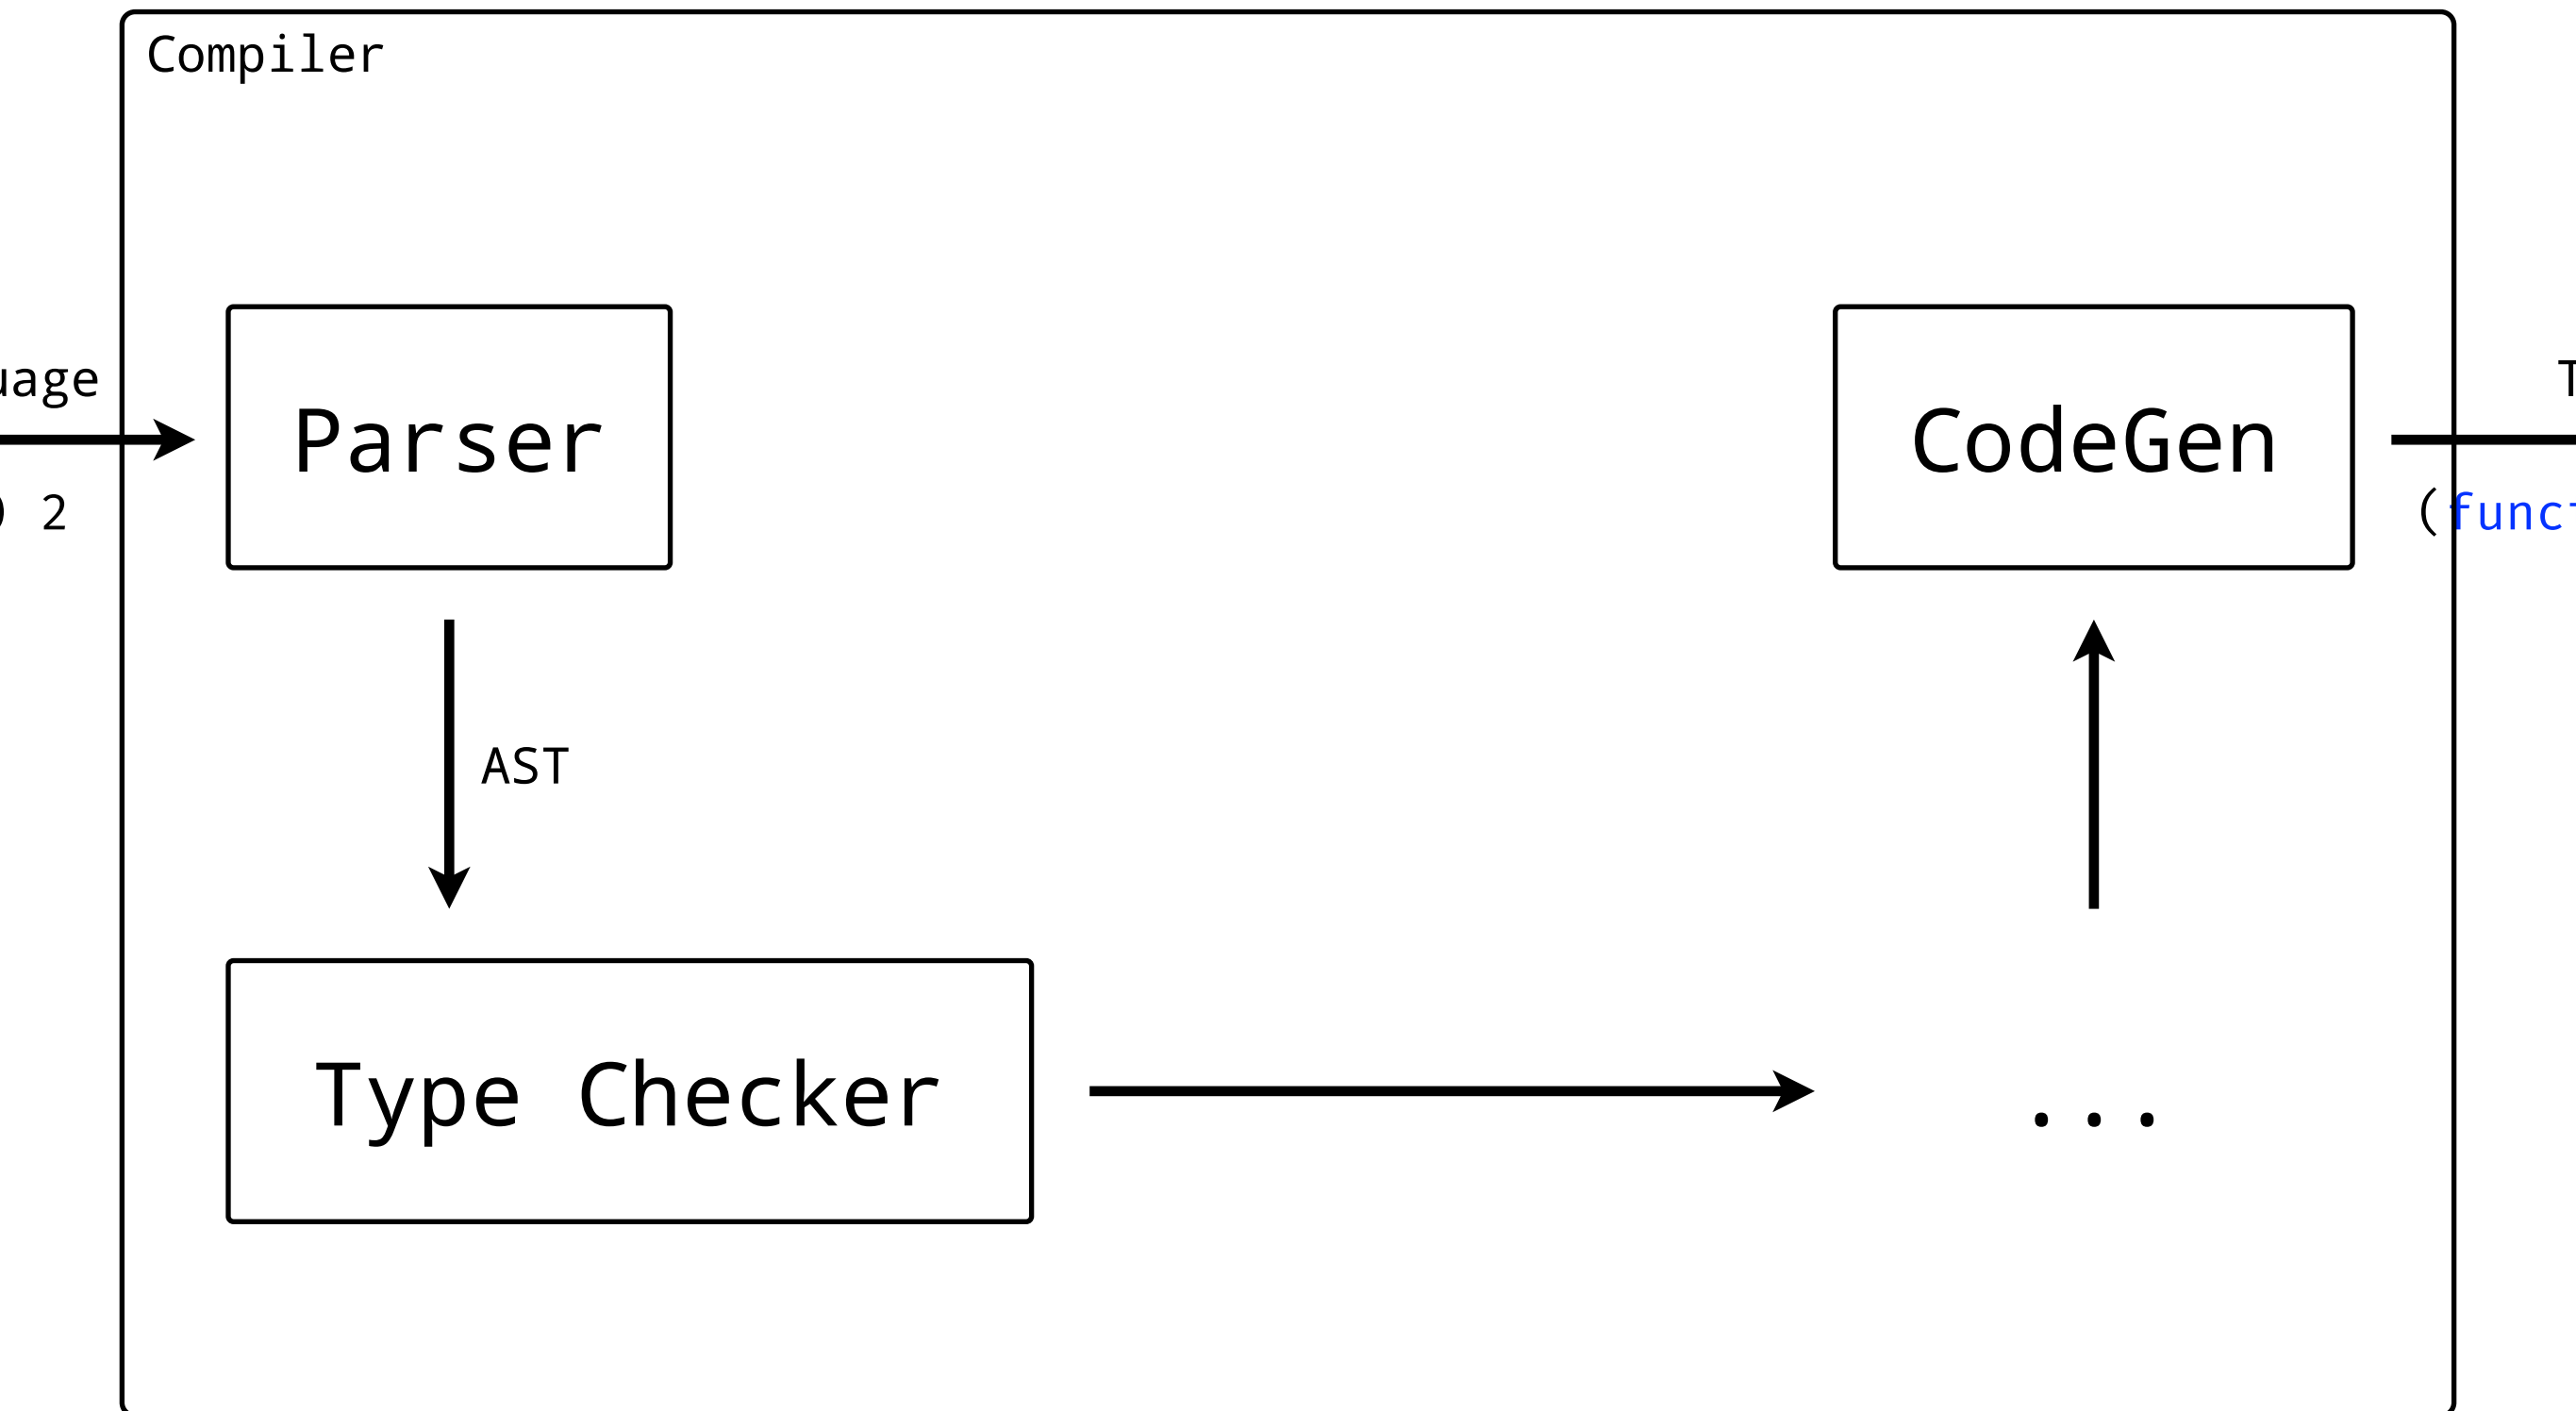 Compiler
uage
) 2
Parser
CodeGen
T
(func
AST
Type Checker
...